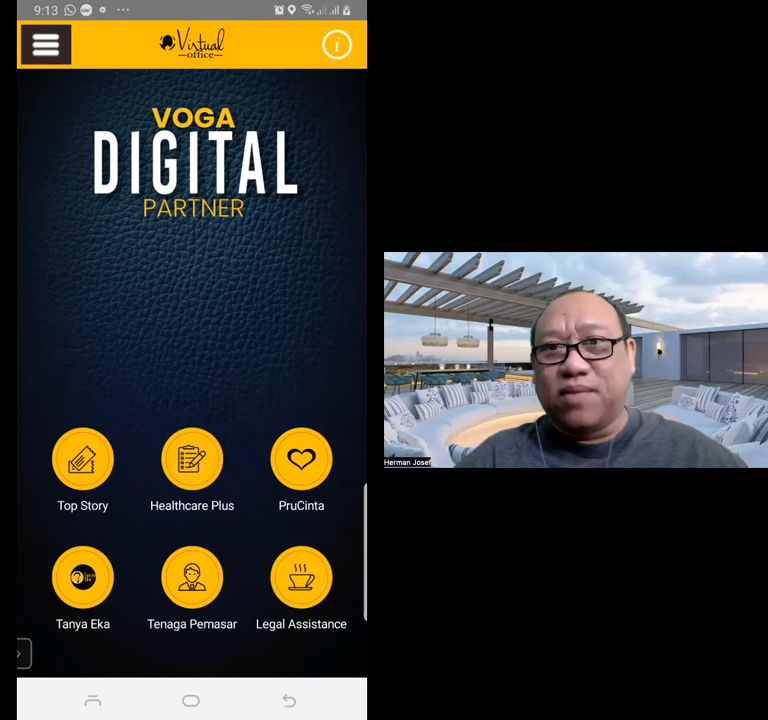 9:13
Virtual
office
i
VOGA
DIGITAL
PARTNER
Top Story
Healthcare Plus
PruCinta
Tanya Eka
Tenaga Pemasar
Legal Assistance
Herman Josef